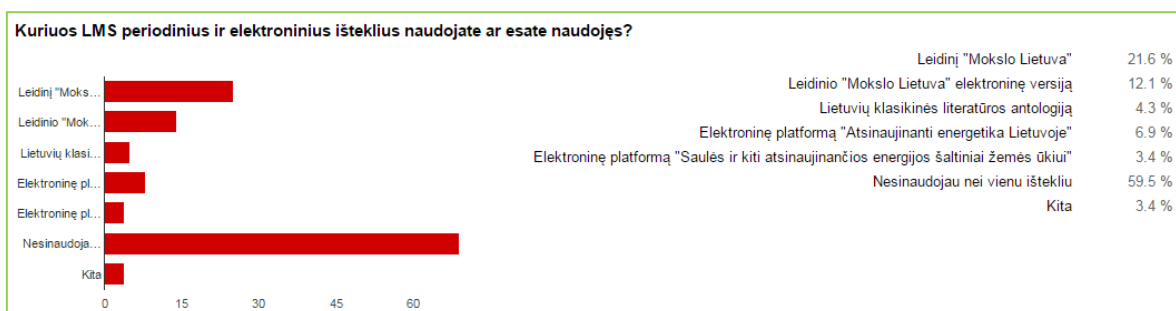 Kuriuos LMS periodinius ir elektroninius išteklius naudojate ar esate naudojęs?
Leidinį "Moks...
Leidinio "Mok...
Lietuvių klasi...
Elektroninę pl...
Elektroninę pl...
Nesinaudoja...
Kita
0 15 30 45 60
Leidinį "Mokslo Lietuva" 21.6 %
Leidinio "Mokslo Lietuva" elektroninę versiją 12.1 %
Lietuvių klasikinės literatūros antologiją 4.3 %
Elektroninę platformą "Atsinaujinanti energetika Lietuvoje" 6.9 %
Elektroninę platformą "Saulės ir kiti atsinaujinančios energijos šaltiniai žemės ūkiui" 3.4 %
Nesinaudojau nei vienu ištekliu 59.5 %
Kita 3.4 %